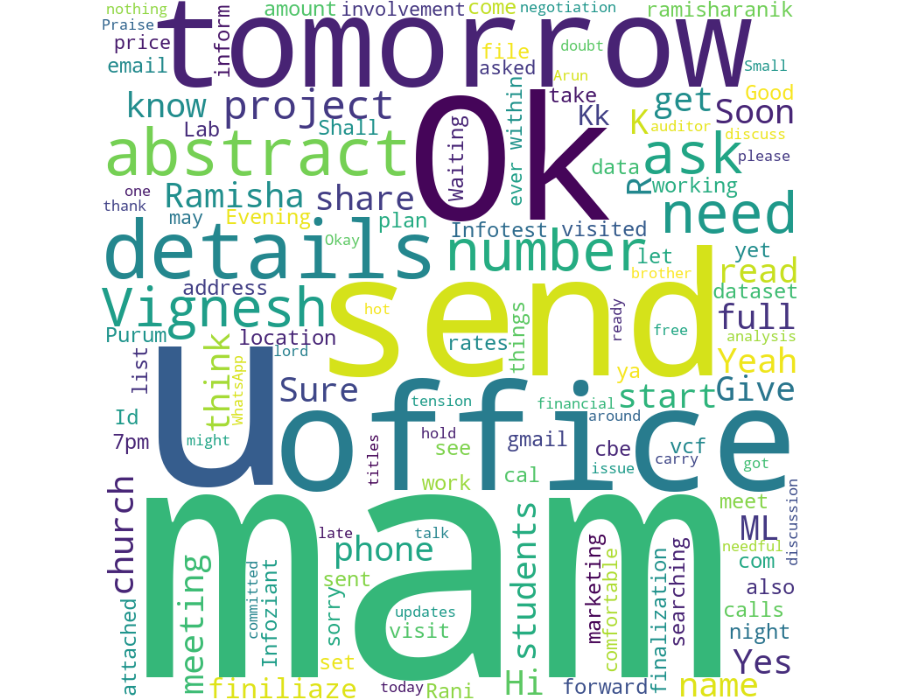 nothing amount involvement come negotiation ramisharanik
Praise tomorrow
price inform file doubt
email asked Arun Small
know project Ok take Kk get Good
Lab Shall Waiting ever within K auditor Soon
abstract data ask discuss please
one Ramisha share R working
thank may Evening plan need
details Okay Infotest visited yet
number let brother read
address send dataset
Vignesh hot things ready free full
Purum location rates analysis
list think WhatsApp lord ya Yeah
u Sure tension financial start Give
Id office around
7pm might titles hold see gmail cbe vcf
issue carry got
work cal meet discussion
church mam late talk students ML
phone marketing needful
meeting committed Infoziant sent comfortable finalization searching com
sorry updates also
attached visit calls
night
set Yes
finiliaze today Rani Hi forward name